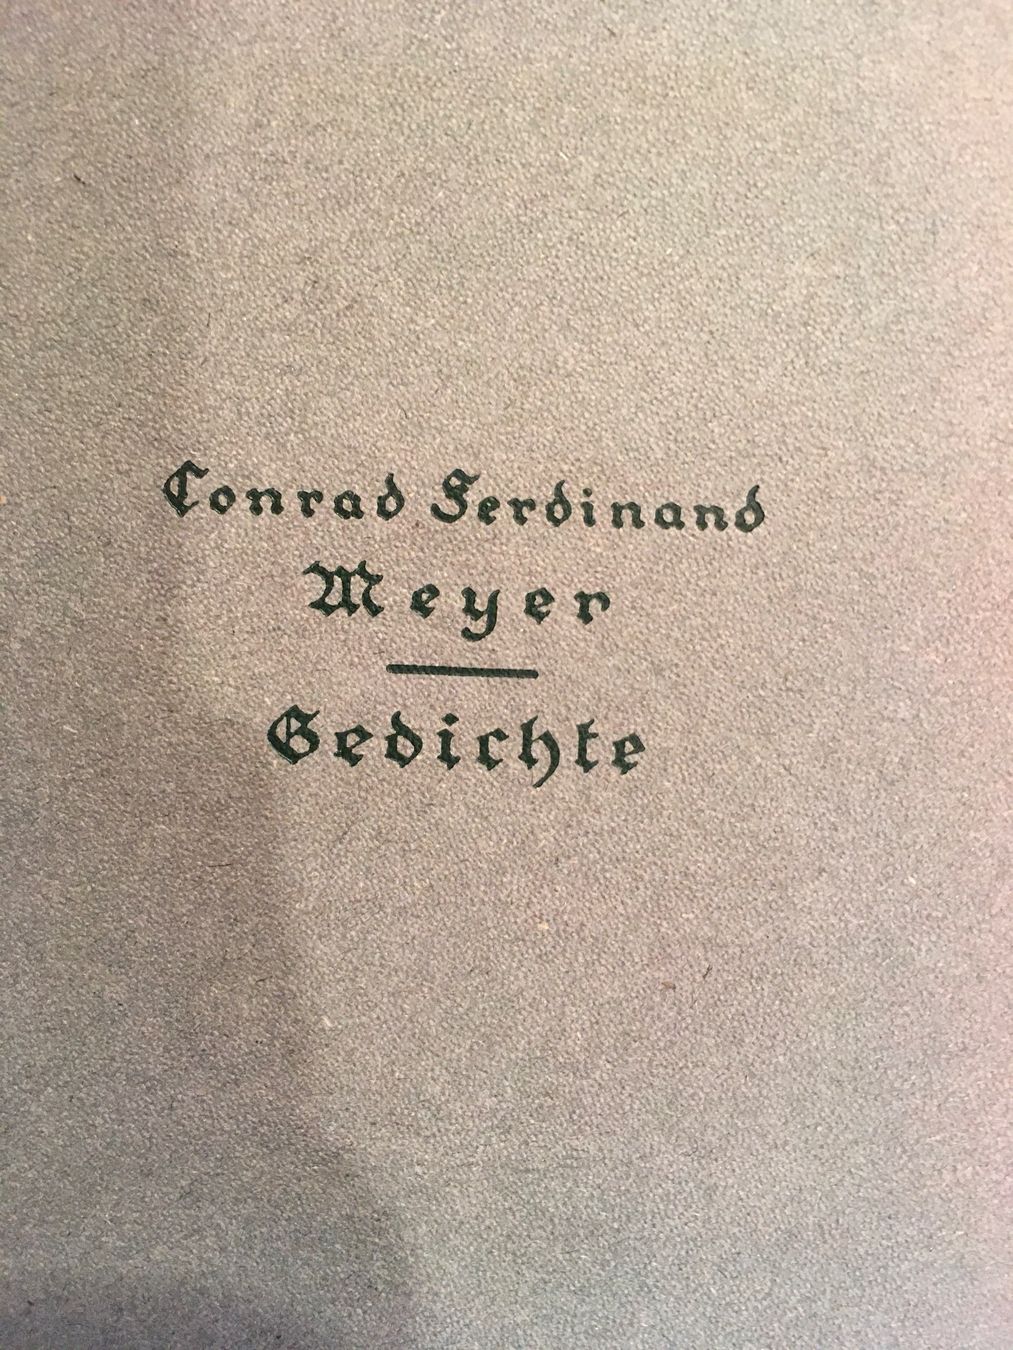 Conrad Ferdinand
Meyer
Gedichte